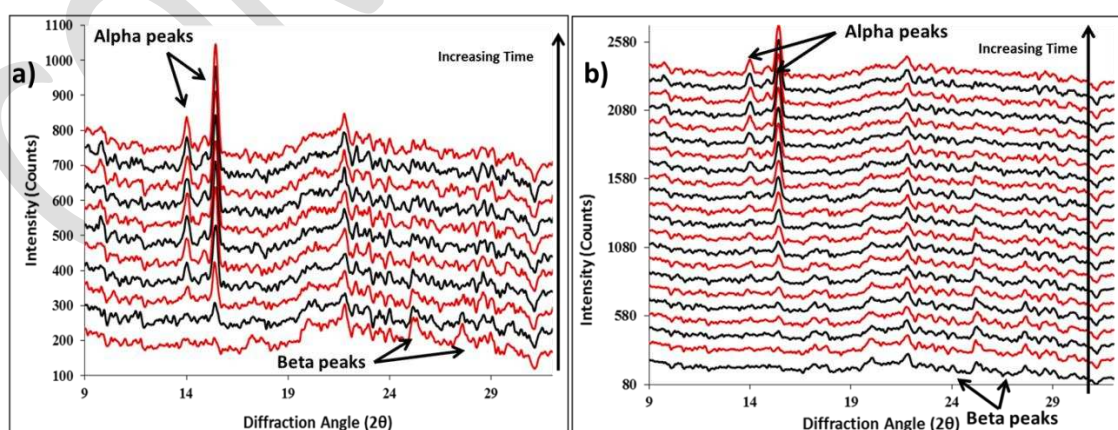 a)
Alpha peaks
Increasing Time
Beta peaks
Intensity (Counts)
1100
1000
900
800
700
600
500
400
300
200
100
9 14 19 24 29
Diffraction Angle (2θ)
b)
Alpha peaks
Increasing Time
Beta peaks
Intensity (Counts)
2580
2080
1580
1080
580
80
9 14 19 24 29
Diffraction Angle (2θ)